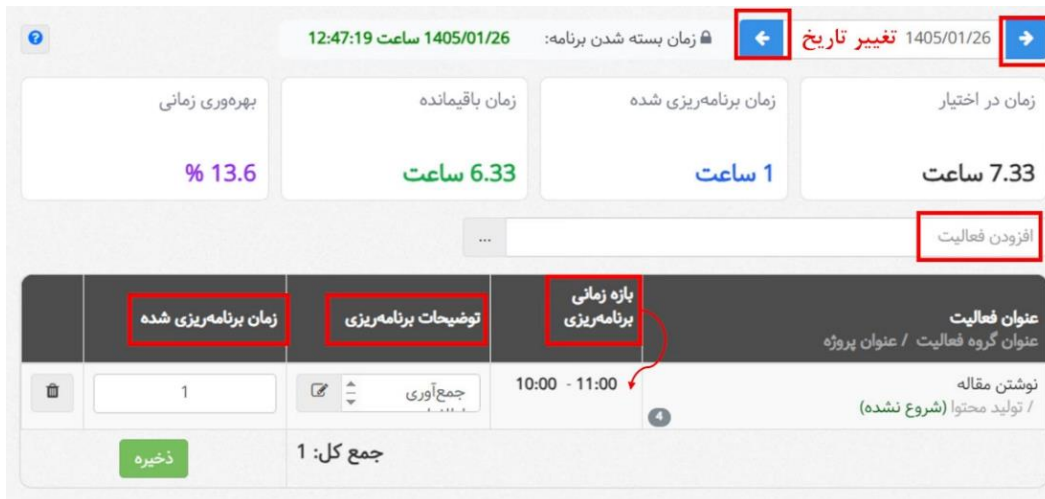 1405/01/26 تغییر تاریخ
زمان بسته شدن برنامه: 1405/01/26 ساعت 12:47:19
زمان در اختیار
7.33 ساعت
زمان برنامه‌ریزی شده
1 ساعت
زمان باقیمانده
6.33 ساعت
بهره‌وری زمانی
13.6 %
افزودن فعالیت
...
عنوان فعالیت
عنوان گروه فعالیت / عنوان پروژه
بازه زمانی
برنامه‌ریزی
توضیحات برنامه‌ریزی
زمان برنامه‌ریزی شده
نوشتن مقاله
/ تولید محتوا (شروع نشده)
4
10:00 - 11:00
جمع‌آوری
1
جمع کل: 1
ذخیره